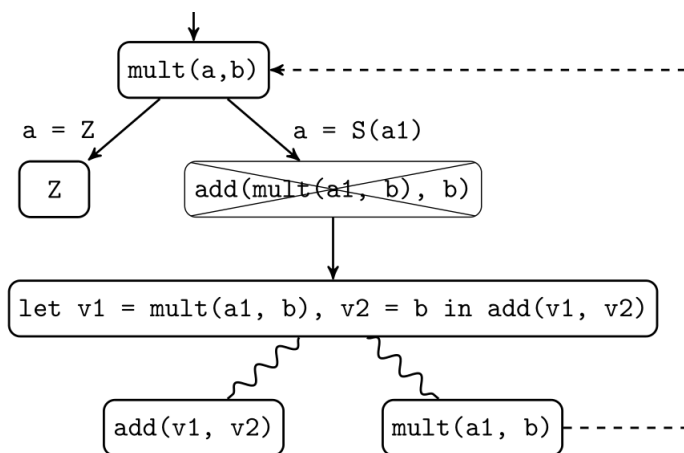 mult(a,b)
a = Z
a = S(a1)
Z
add(mult(a1, b), b)
let v1 = mult(a1, b), v2 = b in add(v1, v2)
add(v1, v2)
mult(a1, b)